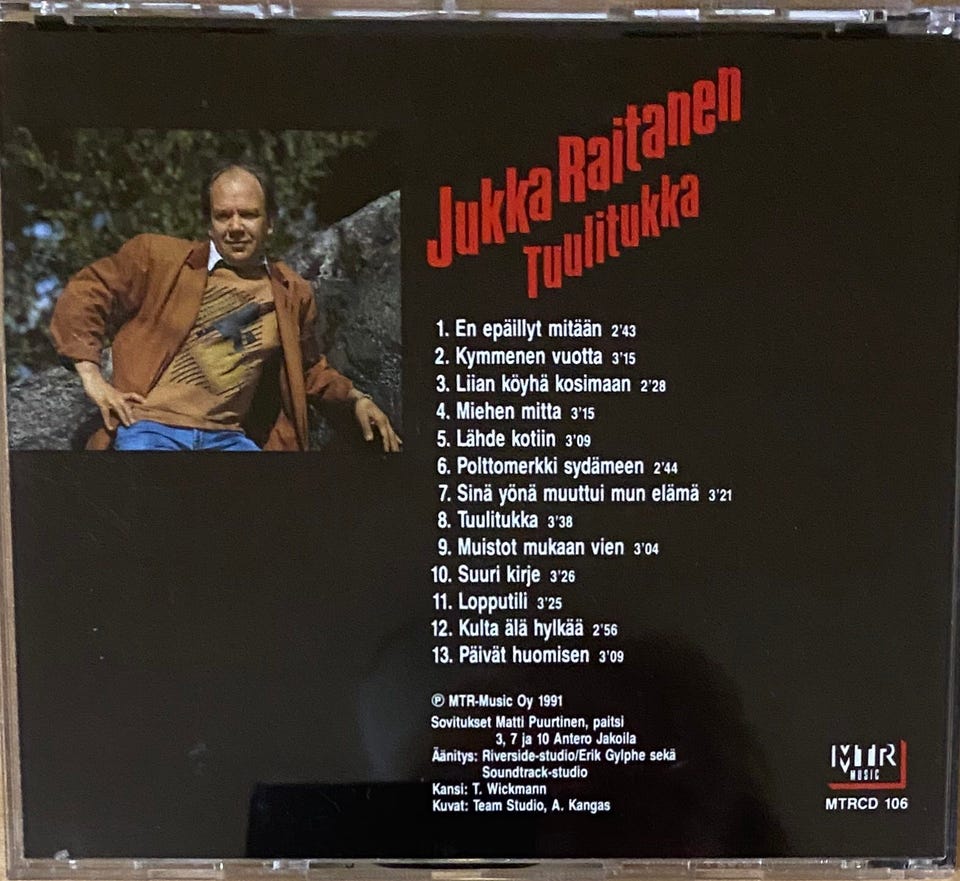 Jukka Raitanen
Tuulitukka
1. En epäillyt mitään 2'43
2. Kymmenen vuotta 3'15
3. Liian köyhä kosimaan 2'28
4. Miehen mitta 3'15
5. Lähde kotiin 3'09
6. Polttomerkki sydämeen 2'44
7. Sinä yönä muuttui mun elämä 3'21
8. Tuulitukka 3'38
9. Muistot mukaan vien 3'04
10. Suuri kirje 3'26
11. Lopputili 3'25
12. Kulta älä hylkää 2'56
13. Päivät huomisen 3'09
Ⓟ MTR-Music Oy 1991
Sovitukset Matti Puurtinen, paitsi
3, 7 ja 10 Antero Jakoila
Äänitys: Riverside-studio/Erik Gylphe sekä
Soundtrack-studio
Kansi: T. Wickmann
Kuvat: Team Studio, A. Kangas
MTR
MUSIC
MTRCD 106